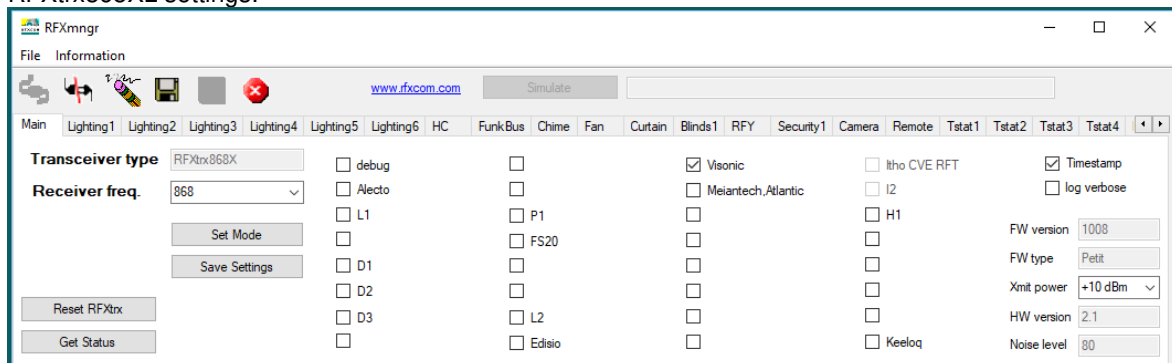 RFXmngr
File Information
www.rfxcom.com Simulate
Main Lighting1 Lighting2 Lighting3 Lighting4 Lighting5 Lighting6 HC FunkBus Chime Fan Curtain Blinds1 RFY Security1 Camera Remote Tstat1 Tstat2 Tstat3 Tstat4
Transceiver type RFXtrx868X debug Visonic Itho CVE RFT Timestamp
Receiver freq. 868 Alecto Meiantech,Atlantic I2 log verbose
L1 P1 H1
Set Mode FS20 FW version 1008
Save Settings D1 FW type Petit
D2 Xmit power +10 dBm
Reset RFXtrx D3 L2 HW version 2.1
Get Status Edisio Keeloq Noise level 80